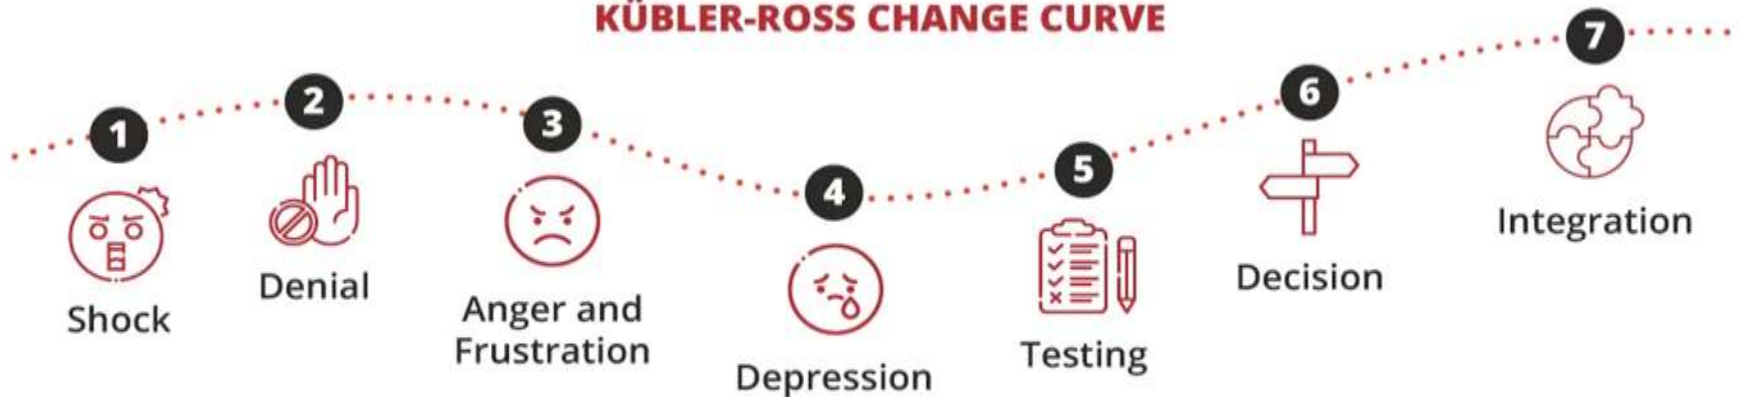 KÜBLER-ROSS CHANGE CURVE
1
Shock
2
Denial
3
Anger and
Frustration
4
Depression
5
Testing
6
Decision
7
Integration